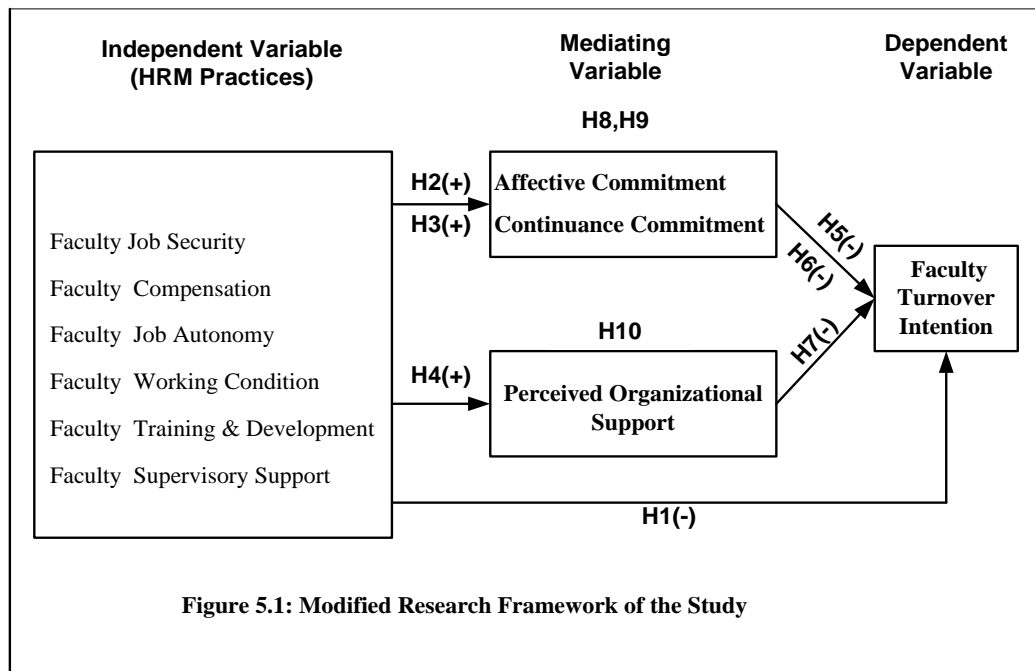 Independent Variable
(HRM Practices)
Mediating
Variable
Dependent
Variable
H8,H9
Faculty Job Security
Faculty Compensation
Faculty Job Autonomy
Faculty Working Condition
Faculty Training & Development
Faculty Supervisory Support
H2(+)
H3(+)
Affective Commitment
Continuance Commitment
H5(-)
H6(-)
Faculty
Turnover
Intention
H10
H4(+)
Perceived Organizational
Support
H7(-)
H1(-)
Figure 5.1: Modified Research Framework of the Study